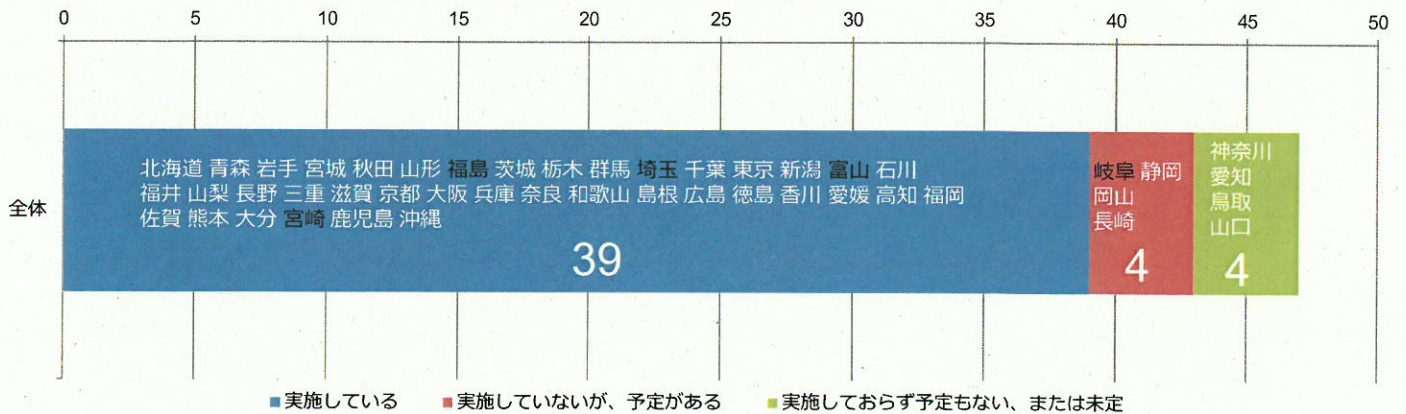 0 5 10 15 20 25 30 35 40 45 50
全体
北海道 青森 岩手 宮城 秋田 山形 福島 茨城 栃木 群馬 埼玉 千葉 東京 新潟 富山 石川
福井 山梨 長野 三重 滋賀 京都 大阪 兵庫 奈良 和歌山 島根 広島 徳島 香川 愛媛 高知 福岡
佐賀 熊本 大分 宮崎 鹿児島 沖縄
39
岐阜 静岡
岡山
長崎
4
神奈川
愛知
鳥取
山口
4
■実施している ■実施していないが、予定がある ■実施しておらず予定もない、または未定